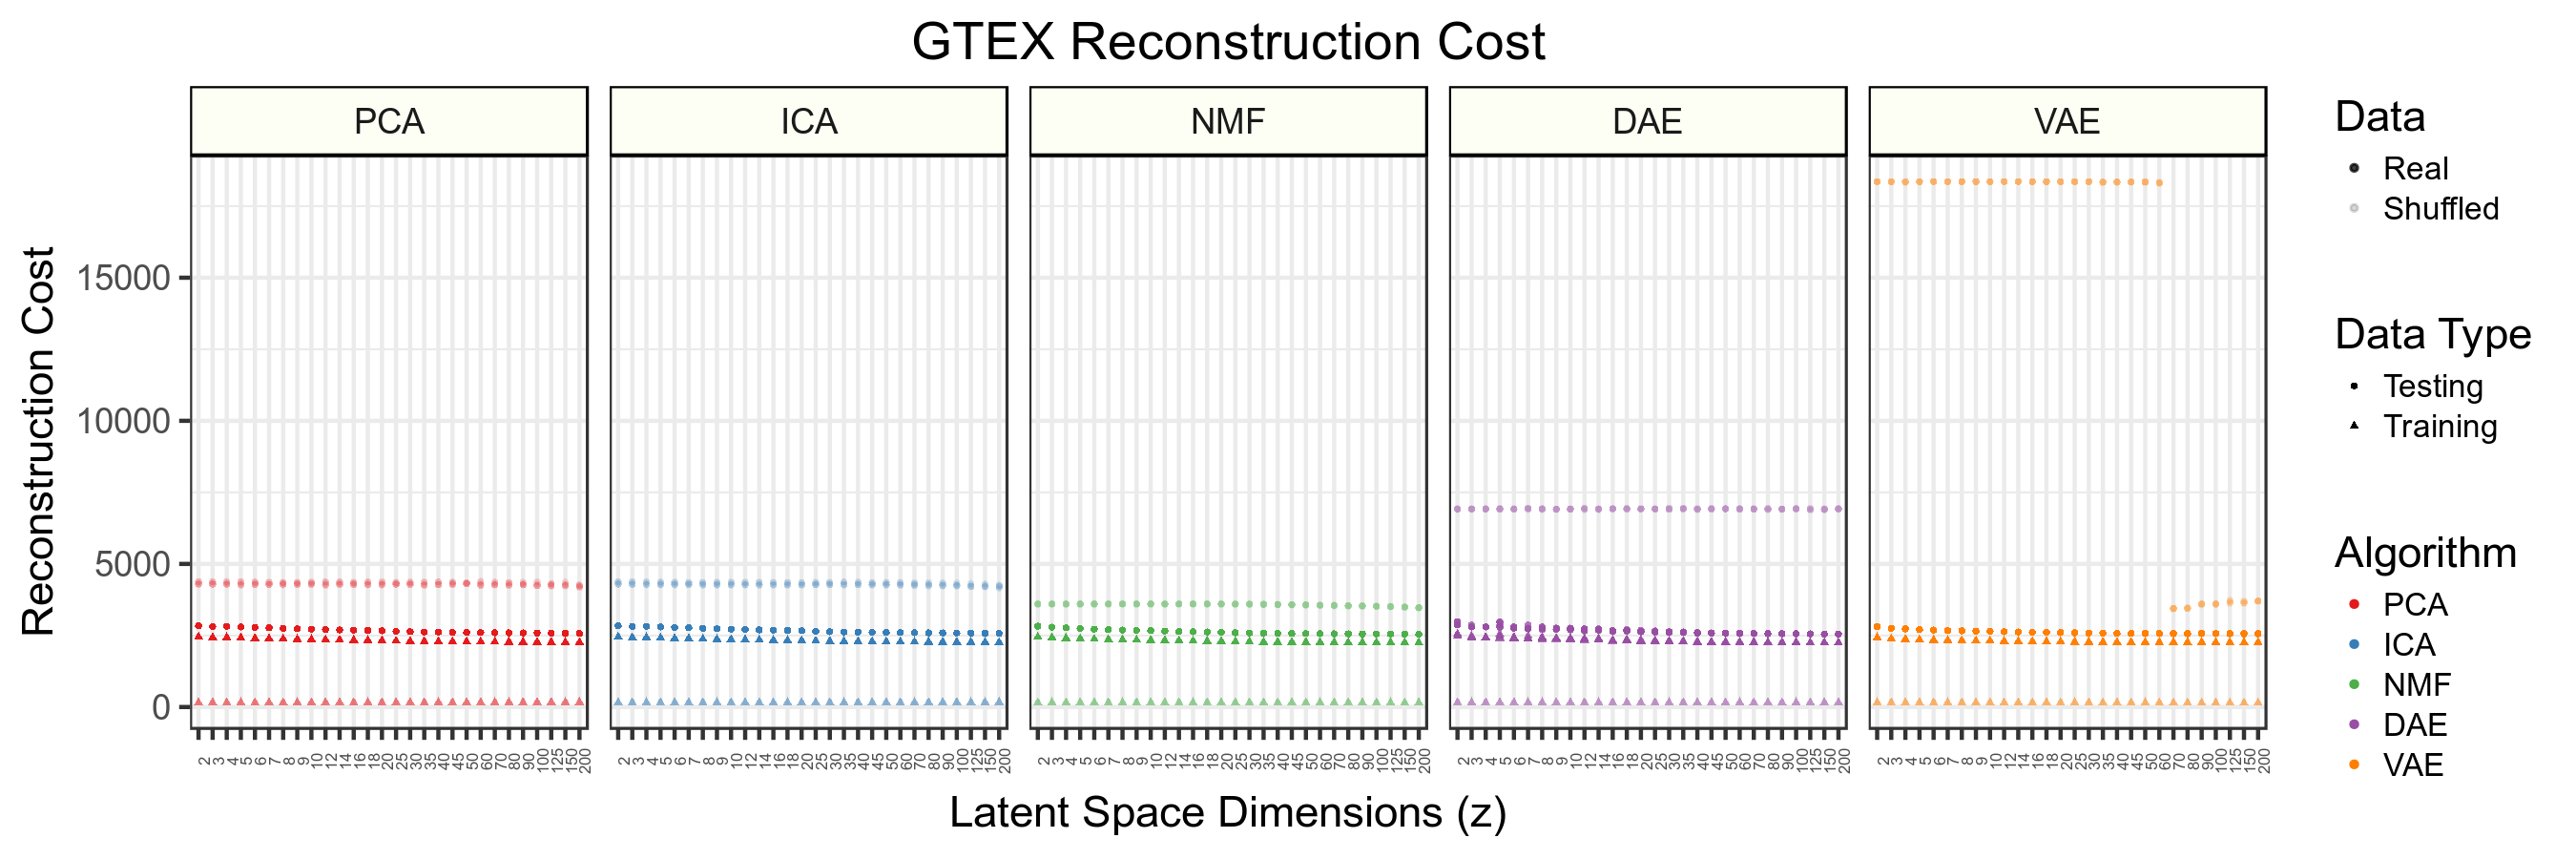 GTEX Reconstruction Cost
PCA ICA NMF DAE VAE
Reconstruction Cost
15000
10000
5000
0
2 3 4 5 6 7 8 9 10 12 14 16 18 20 25 30 35 40 45 50 60 70 80 90 100 125 150 200
2 3 4 5 6 7 8 9 10 12 14 16 18 20 25 30 35 40 45 50 60 70 80 90 100 125 150 200
2 3 4 5 6 7 8 9 10 12 14 16 18 20 25 30 35 40 45 50 60 70 80 90 100 125 150 200
2 3 4 5 6 7 8 9 10 12 14 16 18 20 25 30 35 40 45 50 60 70 80 90 100 125 150 200
2 3 4 5 6 7 8 9 10 12 14 16 18 20 25 30 35 40 45 50 60 70 80 90 100 125 150 200
Latent Space Dimensions (z)
Data
Real
Shuffled
Data Type
Testing
Training
Algorithm
PCA
ICA
NMF
DAE
VAE